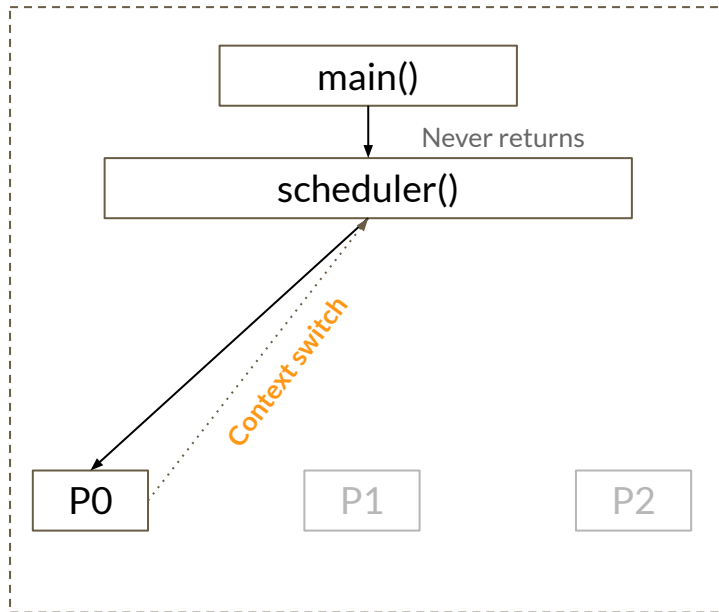 main()
Never returns
scheduler()
Context switch
P0
P1
P2